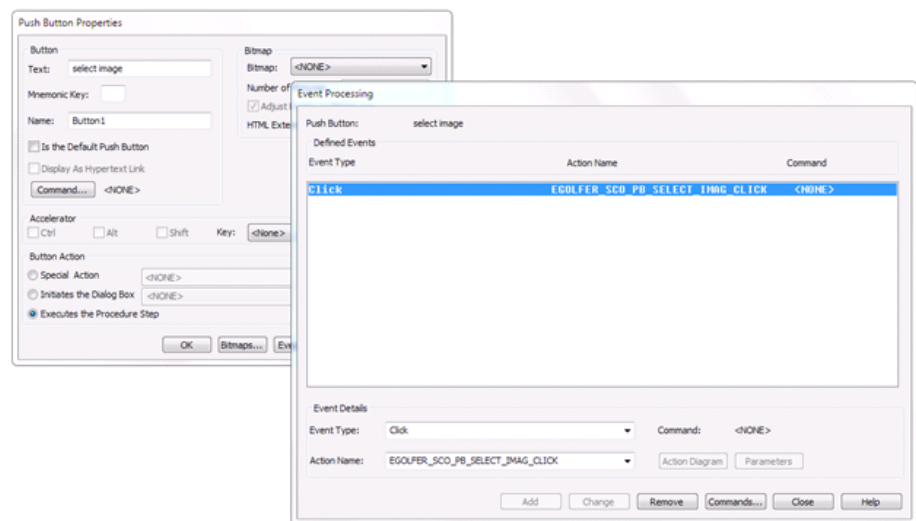 Push Button Properties
Button
Text: select image
Mnemonic Key:
Name: Button1
Is the Default Push Button
Display As Hypertext Link
Command... <NONE>
Accelerator
Ctrl Alt Shift Key: <None>
Button Action
Special Action <NONE>
Initiates the Dialog Box <NONE>
Executes the Procedure Step
OK Bitmaps...
Bitmap
Bitmap: <NONE>
Number of
Adjust
Event Processing
Push Button: select image
Defined Events
Event Type Action Name Command
Click EGOLFER_SCO_PB_SELECT_IMAG_CLICK <NONE>
Event Details
Event Type: Click Command: <NONE>
Action Name: EGOLFER_SCO_PB_SELECT_IMAG_CLICK Action Diagram Parameters
Add Change Remove Commands... Close Help